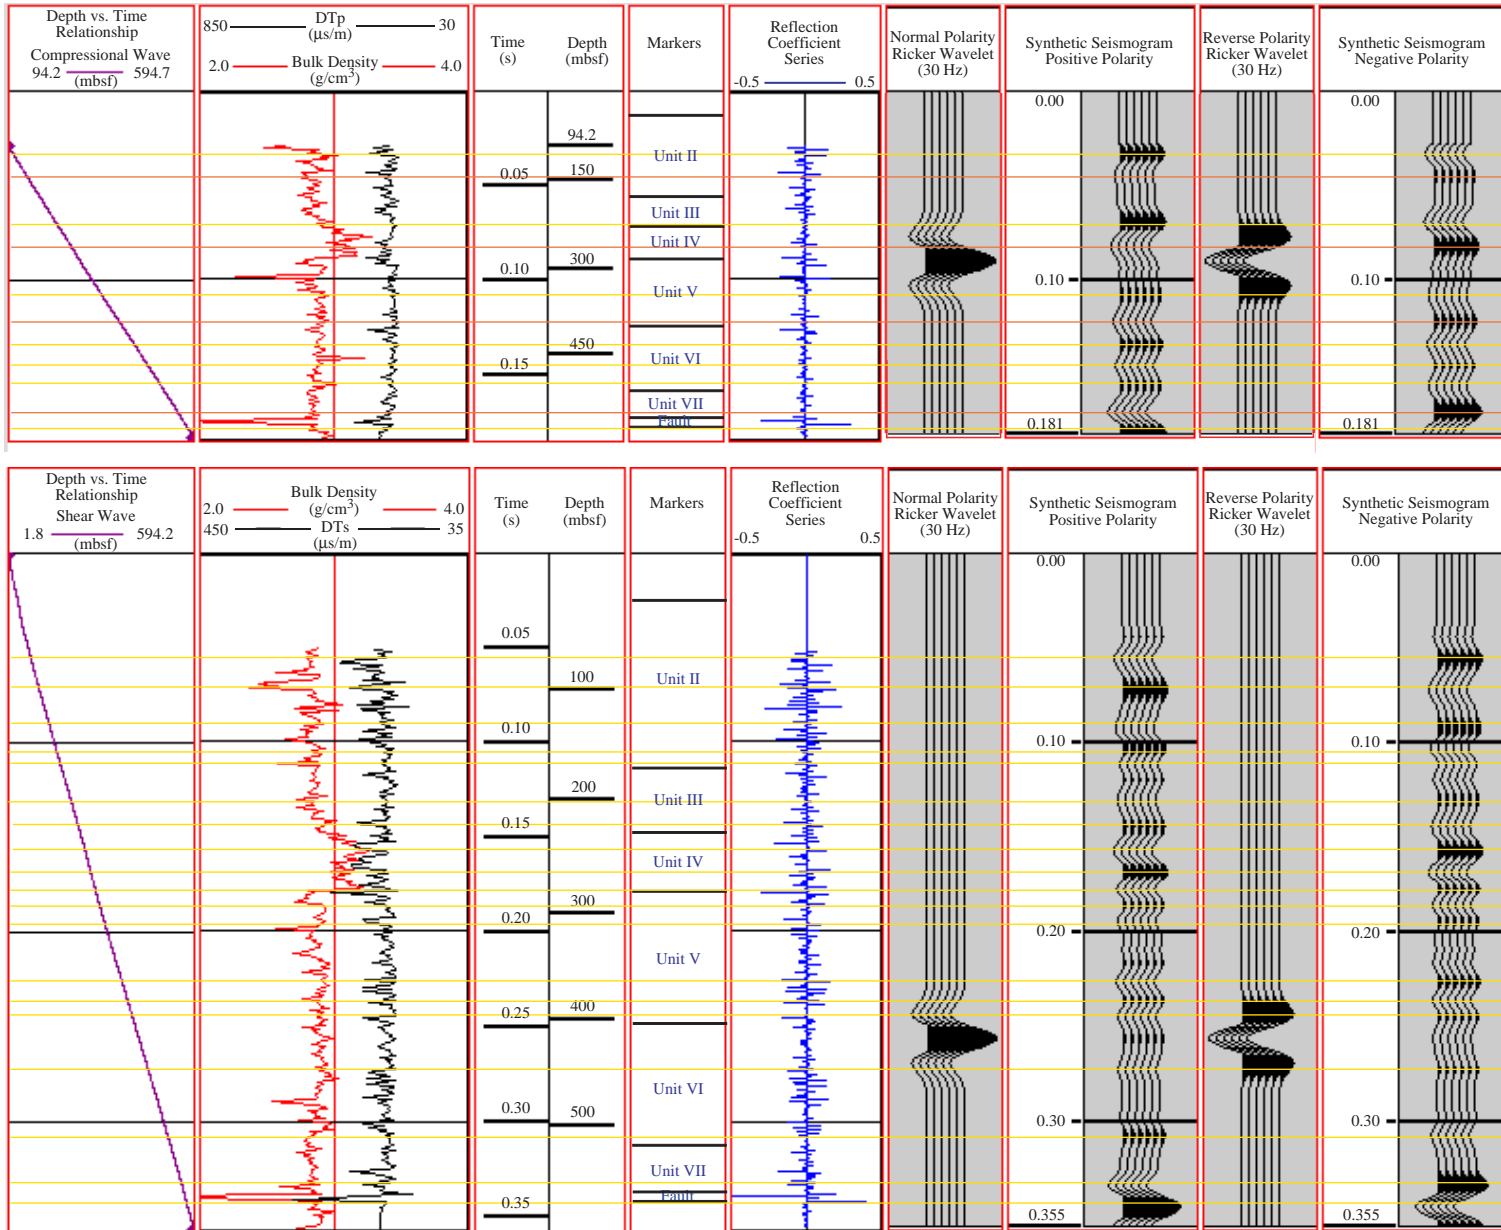 Depth vs. Time
Relationship
Compressional Wave
94.2 594.7
(mbsf)
850 DTp 30
(μs/m)
2.0 Bulk Density 4.0
(g/cm³)
Time
(s)
Depth
(mbsf)
Markers
Reflection
Coefficient
Series
-0.5 0.5
Normal Polarity
Ricker Wavelet
(30 Hz)
Synthetic Seismogram
Positive Polarity
Reverse Polarity
Ricker Wavelet
(30 Hz)
Synthetic Seismogram
Negative Polarity
0.05
0.10
0.15
94.2
150
300
450
Unit II
Unit III
Unit IV
Unit V
Unit VI
Unit VII
Fault
0.00
0.10
0.181
0.00
0.10
0.181
Depth vs. Time
Relationship
Shear Wave
1.8 594.2
(mbsf)
Bulk Density
2.0 (g/cm³) 4.0
450 DTs 35
(μs/m)
Time
(s)
Depth
(mbsf)
Markers
Reflection
Coefficient
Series
-0.5 0.5
Normal Polarity
Ricker Wavelet
(30 Hz)
Synthetic Seismogram
Positive Polarity
Reverse Polarity
Ricker Wavelet
(30 Hz)
Synthetic Seismogram
Negative Polarity
0.05
0.10
0.15
0.20
0.25
0.30
0.35
100
200
300
400
500
Unit II
Unit III
Unit IV
Unit V
Unit VI
Unit VII
Fault
0.00
0.10
0.20
0.30
0.355
0.00
0.10
0.20
0.30
0.355